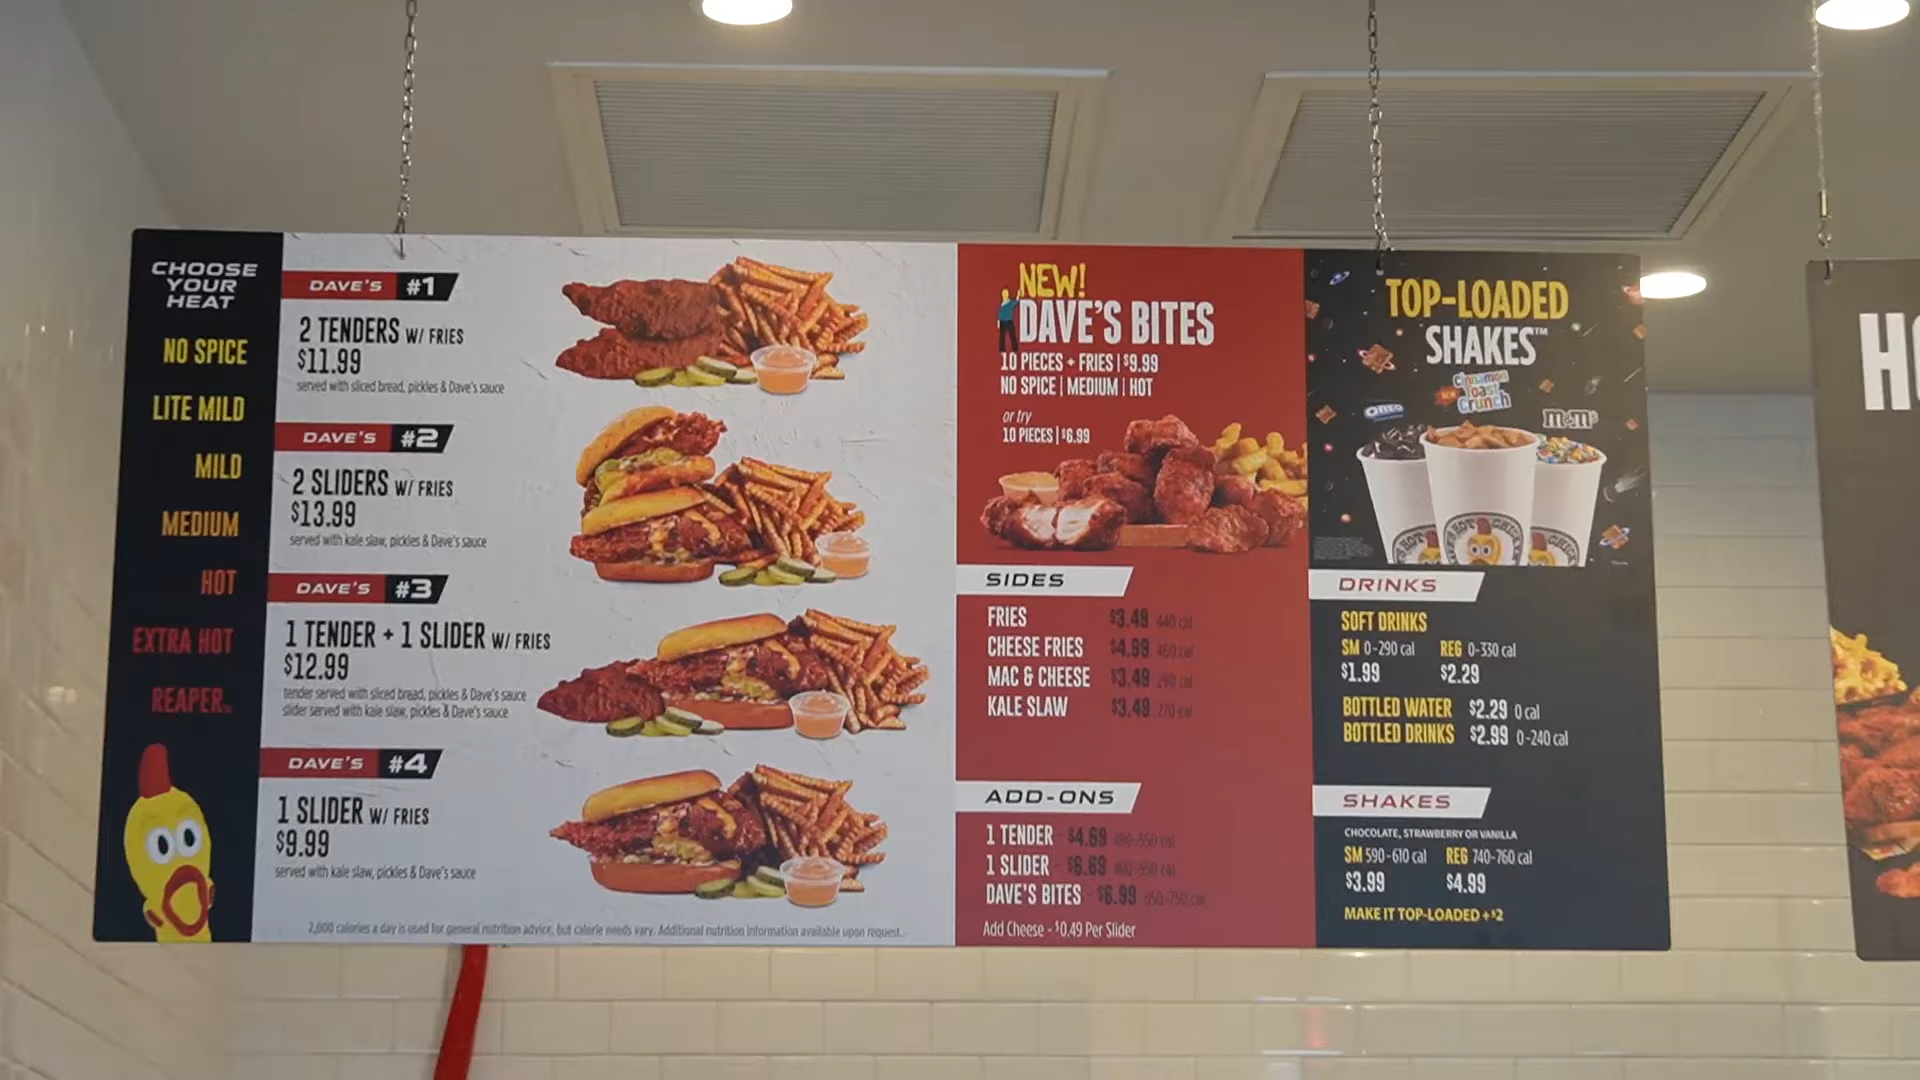 CHOOSE
YOUR
HEAT
NO SPICE
LITE MILD
MILD
MEDIUM
HOT
EXTRA HOT
REAPER
DAVE'S #1
2 TENDERS W/ FRIES
$11.99
served with sliced bread, pickles & Dave's sauce
DAVE'S #2
2 SLIDERS W/ FRIES
$13.99
served with kale slaw, pickles & Dave's sauce
DAVE'S #3
1 TENDER + 1 SLIDER W/ FRIES
$12.99
tender served with sliced bread, pickles & Dave's sauce
slider served with kale slaw, pickles & Dave's sauce
DAVE'S #4
1 SLIDER W/ FRIES
$9.99
served with kale slaw, pickles & Dave's sauce
2,000 calories a day is used for general nutrition advice, but calorie needs vary. Additional nutrition information available upon request.
NEW!
DAVE'S BITES
10 PIECES + FRIES | $9.99
NO SPICE | MEDIUM | HOT
or try
10 PIECES | $6.99
SIDES
FRIES $3.49 440 cal
CHEESE FRIES $4.99 460 cal
MAC & CHEESE $3.49 cal
KALE SLAW $3.49 cal
ADD-ONS
1 TENDER - $4.69 cal
1 SLIDER - $6.69 cal
DAVE'S BITES - $6.99 cal
Add Cheese - $0.49 Per Slider
TOP-LOADED
SHAKES™
OREO
Cinnamon
Toast
Crunch
m&m's
DRINKS
SOFT DRINKS
SM 0-290 cal REG 0-330 cal
$1.99 $2.29
BOTTLED WATER $2.29 0 cal
BOTTLED DRINKS $2.99 0-240 cal
SHAKES
CHOCOLATE, STRAWBERRY OR VANILLA
SM 590-610 cal REG 740-760 cal
$3.99 $4.99
MAKE IT TOP-LOADED +$2